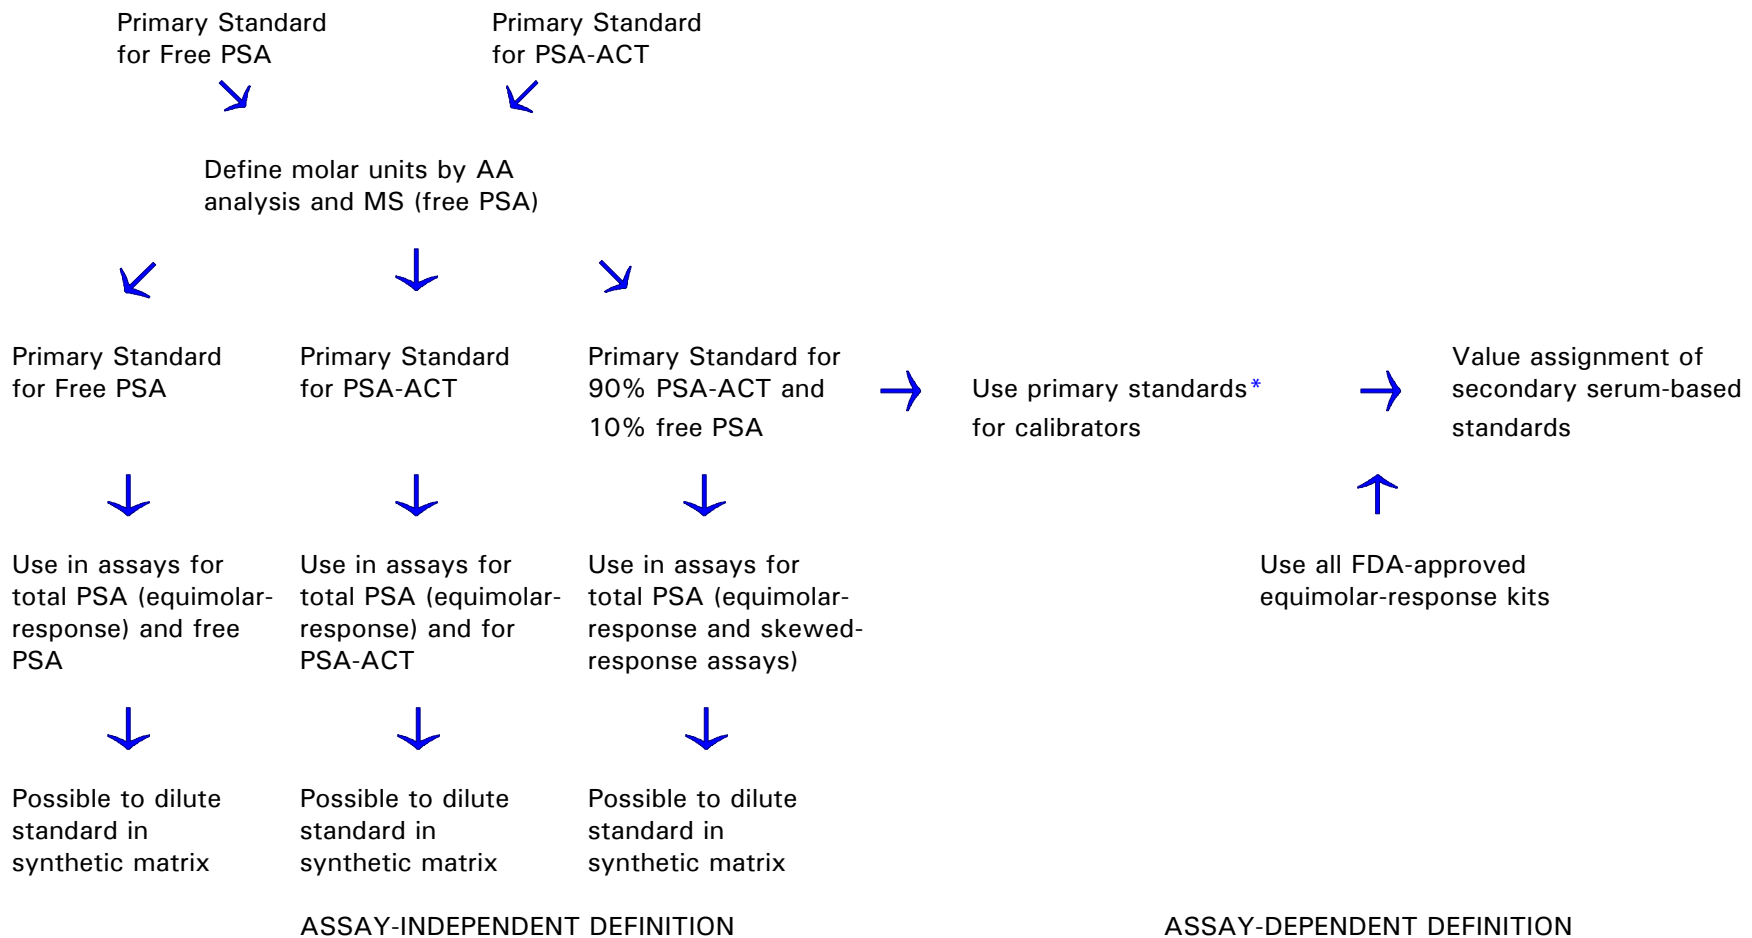 Primary Standard
for Free PSA
Primary Standard
for PSA-ACT
Define molar units by AA
analysis and MS (free PSA)
Primary Standard
for Free PSA
Primary Standard
for PSA-ACT
Primary Standard for
90% PSA-ACT and
10% free PSA
Use primary standards*
for calibrators
Value assignment of
secondary serum-based
standards
Use in assays for
total PSA (equimolar-
response) and free
PSA
Use in assays for
total PSA (equimolar-
response) and for
PSA-ACT
Use in assays for
total PSA (equimolar-
response and skewed-
response assays)
Use all FDA-approved
equimolar-response kits
Possible to dilute
standard in
synthetic matrix
Possible to dilute
standard in
synthetic matrix
Possible to dilute
standard in
synthetic matrix
ASSAY-INDEPENDENT DEFINITION
ASSAY-DEPENDENT DEFINITION